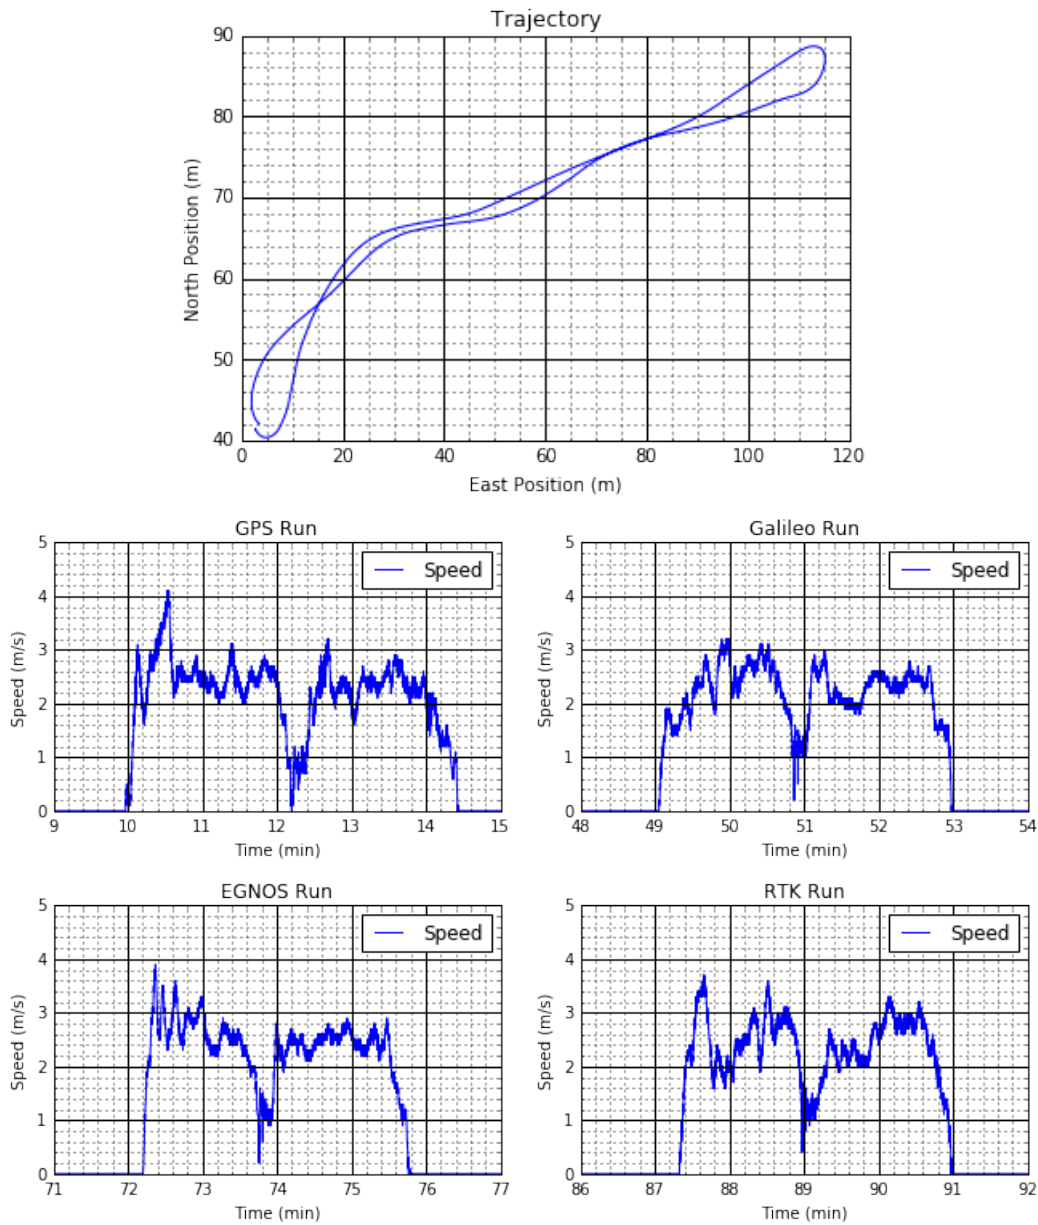 Trajectory
90
80
70
60
50
40
North Position (m)
0 20 40 60 80 100 120
East Position (m)
GPS Run
5
4
3
2
1
0
Speed (m/s)
Speed
9 10 11 12 13 14 15
Time (min)
Galileo Run
5
4
3
2
1
0
Speed (m/s)
Speed
48 49 50 51 52 53 54
Time (min)
EGNOS Run
5
4
3
2
1
0
Speed (m/s)
Speed
71 72 73 74 75 76 77
Time (min)
RTK Run
5
4
3
2
1
0
Speed (m/s)
Speed
86 87 88 89 90 91 92
Time (min)